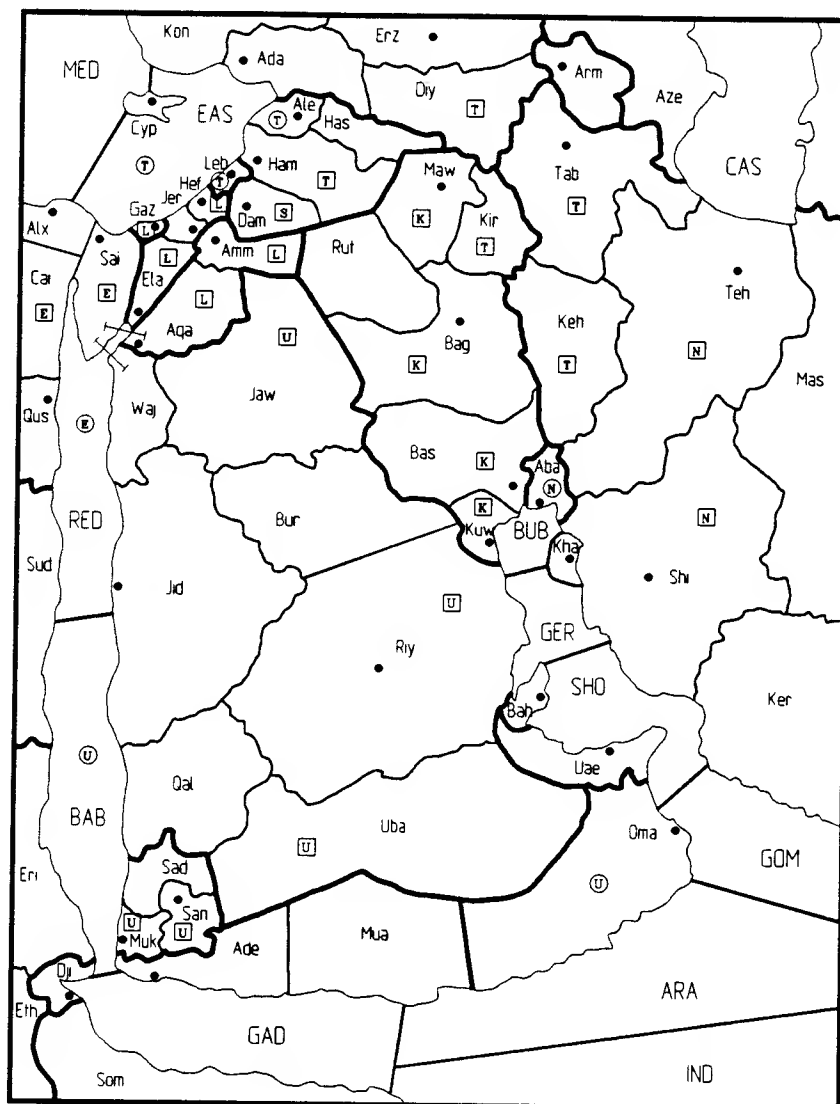 Kon
Erz
Ada
MED
Arm
Diy
Aze
EAS
Ale
T
Has
T
Cyp
CAS
T
Leb
Ham
Maw
Tab
Hef
T
T
Jer
L
Kir
K
T
Alx
Gaz
Dam
S
L
Sai
Amm
L
Rut
T
Cai
Ela
L
Teh
E
E
L
Keh
Aqa
U
Bag
N
K
T
Mas
Qus
Waj
Jaw
E
Bas
K
Aba
N
K
N
RED
Bur
Kuw
BUB
Kha
Sud
Jid
Shi
U
GER
Riy
SHO
Ker
Bah
U
Uae
Qal
BAB
Uba
Oma
U
GOM
Eri
Sad
U
San
U
Muk
U
Ade
Mua
Dji
ARA
Eth
GAD
IND
Som